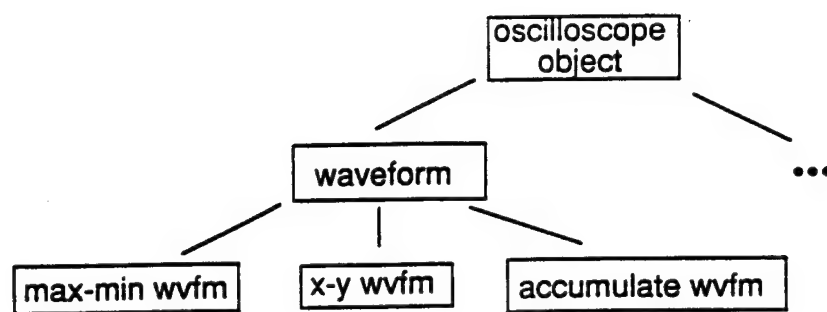 oscilloscope
object
waveform
•••
max-min wvfm
x-y wvfm
accumulate wvfm